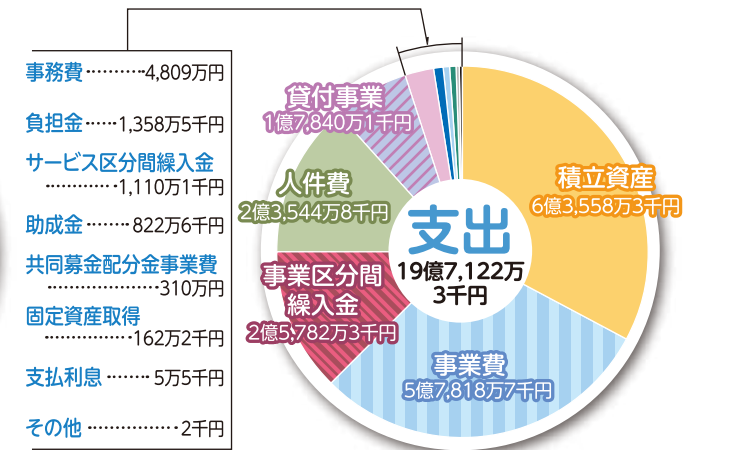 事務費 4,809万円
負担金 1,358万5千円
サービス区分間繰入金
1,110万1千円
助成金 822万6千円
共同募金配分金事業費
310万円
固定資産取得
162万2千円
支払利息 5万5千円
その他 2千円
支出
19億7,122万
3千円
積立資産
6億3,558万3千円
事業費
5億7,818万7千円
事業区分間
繰入金
2億5,782万3千円
人件費
2億3,544万8千円
貸付事業
1億7,840万1千円